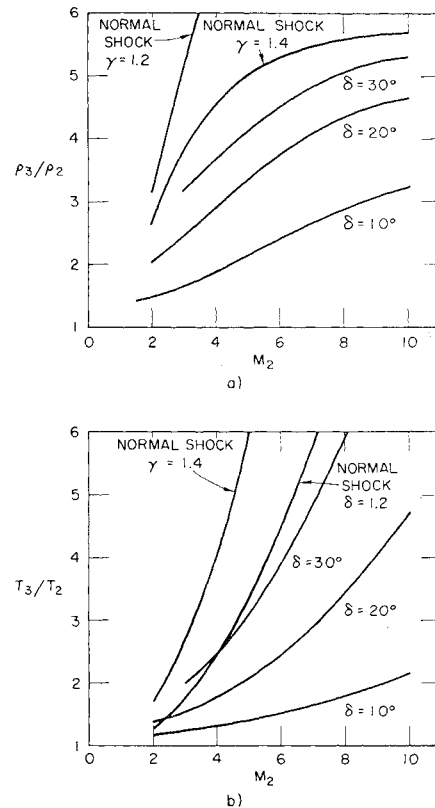 NORMAL SHOCK
γ = 1.2
NORMAL SHOCK
γ = 1.4
6
5
4
3
2
1
ρ3/ρ2
δ = 30°
δ = 20°
δ = 10°
0 2 4 6 8 10
M2
a)
6
5
4
3
2
1
T3/T2
NORMAL SHOCK
γ = 1.4
NORMAL
SHOCK
δ = 1.2
δ = 30°
δ = 20°
δ = 10°
0 2 4 6 8 10
M2
b)